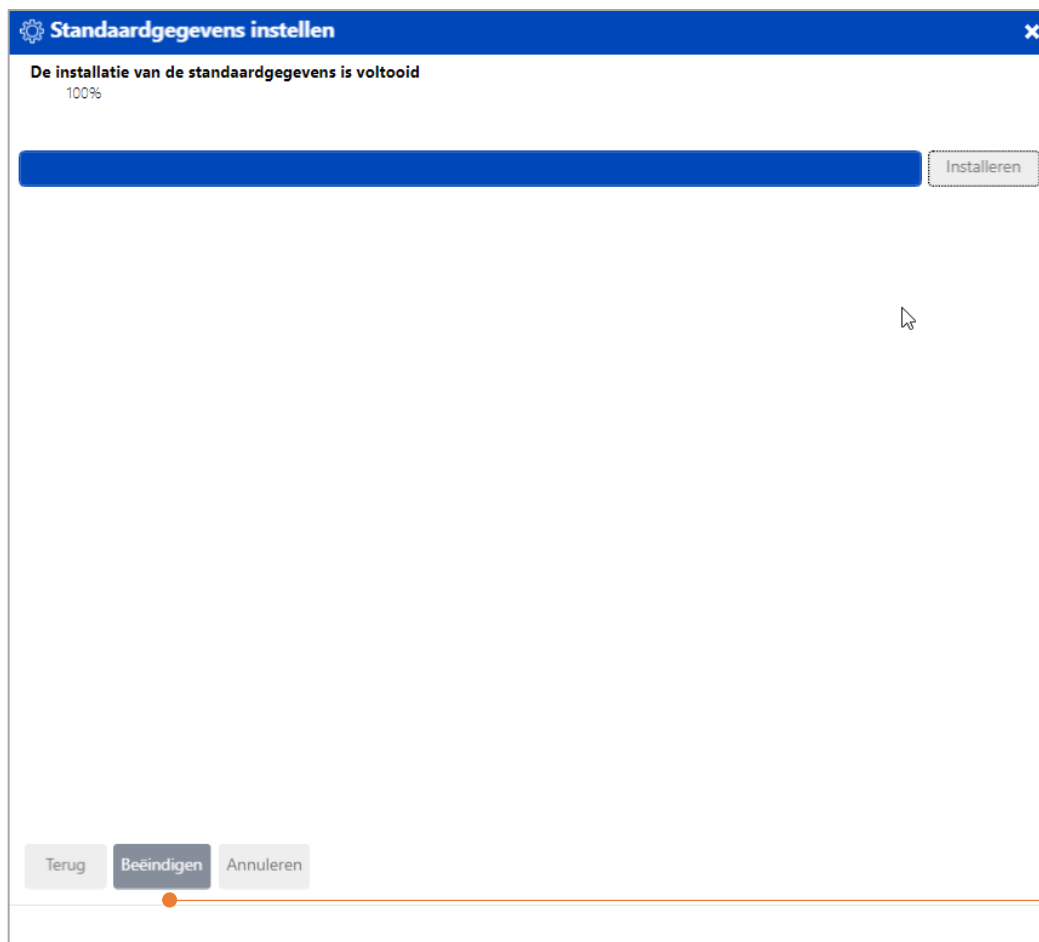 Standaardgegevens instellen
De installatie van de standaardgegevens is voltooid
100%
Installeren
Terug Beëindigen Annuleren